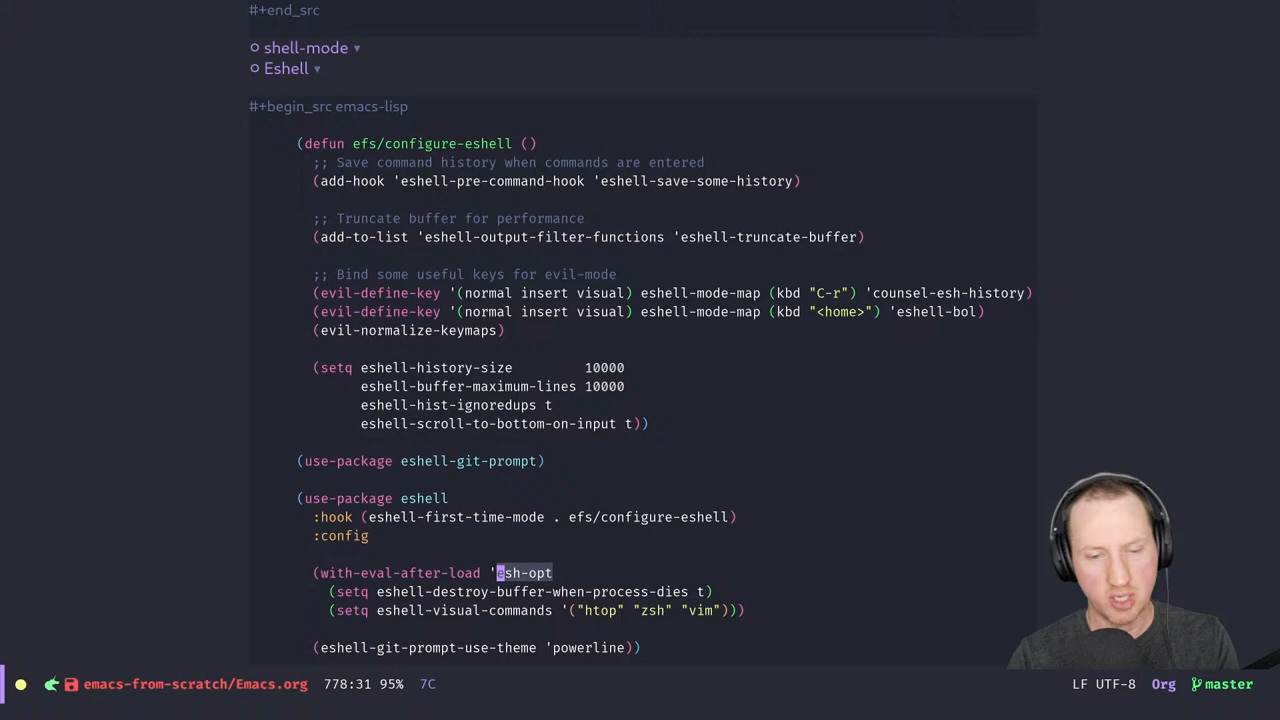 #+end_src
shell-mode ▾
Eshell ▾
#+begin_src emacs-lisp
(defun efs/configure-eshell ()
;; Save command history when commands are entered
(add-hook 'eshell-pre-command-hook 'eshell-save-some-history)
;; Truncate buffer for performance
(add-to-list 'eshell-output-filter-functions 'eshell-truncate-buffer)
;; Bind some useful keys for evil-mode
(evil-define-key '(normal insert visual) eshell-mode-map (kbd "C-r") 'counsel-esh-history)
(evil-define-key '(normal insert visual) eshell-mode-map (kbd "<home>") 'eshell-bol)
(evil-normalize-keymaps)
(setq eshell-history-size         10000
eshell-buffer-maximum-lines 10000
eshell-hist-ignoredups t
eshell-scroll-to-bottom-on-input t))
(use-package eshell-git-prompt)
(use-package eshell
:hook (eshell-first-time-mode . efs/configure-eshell)
:config
(with-eval-after-load 'esh-opt
(setq eshell-destroy-buffer-when-process-dies t)
(setq eshell-visual-commands '("htop" "zsh" "vim")))
(eshell-git-prompt-use-theme 'powerline))
emacs-from-scratch/Emacs.org 778:31 95% 7C LF UTF-8 Org master